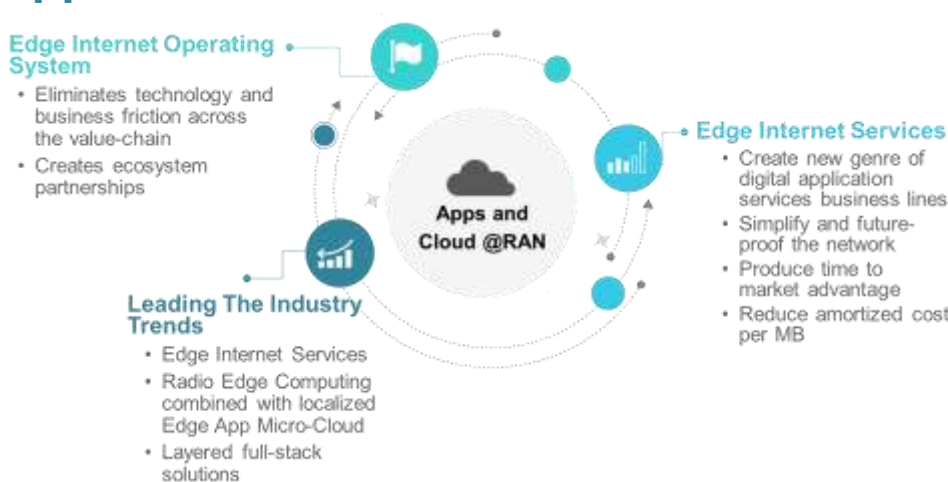 Edge Internet Operating
System
• Eliminates technology and
business friction across
the value-chain
• Creates ecosystem
partnerships
Apps and
Cloud @RAN
Edge Internet Services
• Create new genre of
digital application
services business lines
• Simplify and future-
proof the network
• Produce time to
market advantage
• Reduce amortized cost
per MB
Leading The Industry
Trends
• Edge Internet Services
• Radio Edge Computing
combined with localized
Edge App Micro-Cloud
• Layered full-stack
solutions